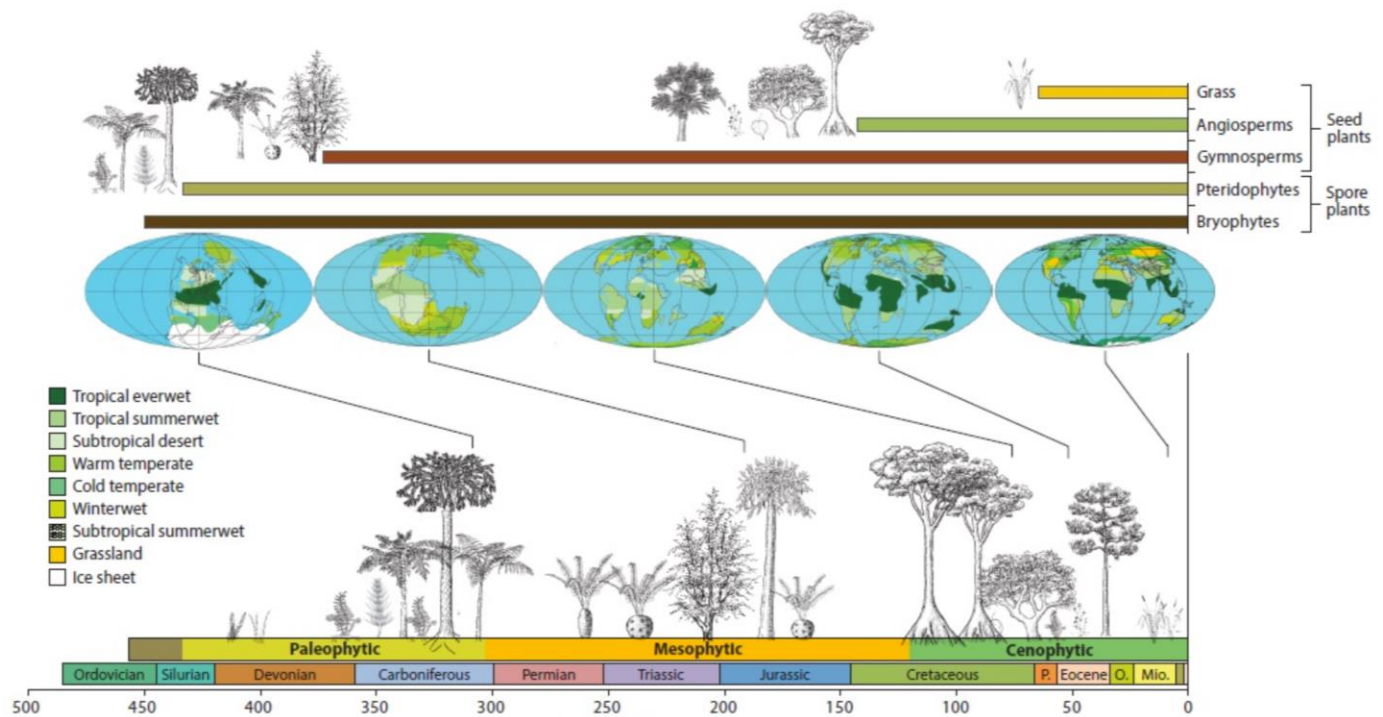 Grass
Angiosperms
Gymnosperms
Seed
plants
Pteridophytes
Bryophytes
Spore
plants
Tropical everwet
Tropical summerwet
Subtropical desert
Warm temperate
Cold temperate
Winterwet
Subtropical summerwet
Grassland
Ice sheet
Paleophytic Mesophytic Cenophytic
Ordovician Silurian Devonian Carboniferous Permian Triassic Jurassic Cretaceous P. Eocene O. Mio.
500 450 400 350 300 250 200 150 100 50 0